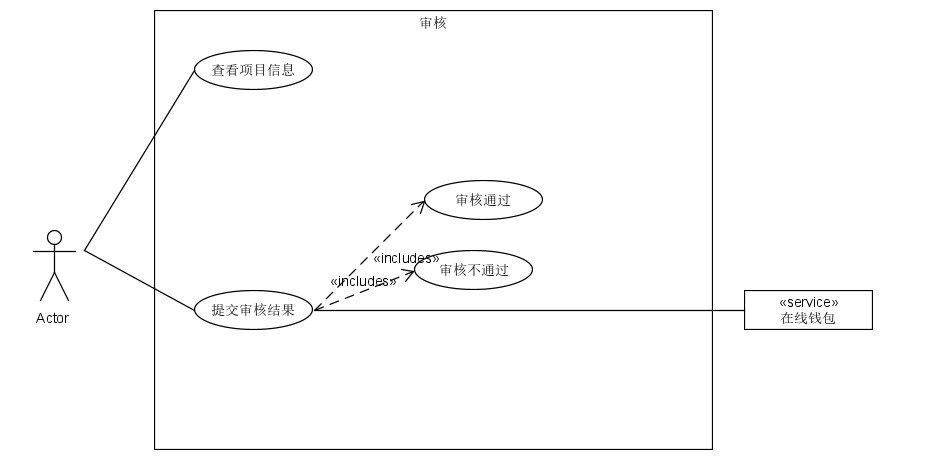 审核
查看项目信息
审核通过
«includes»
审核不通过
«includes»
提交审核结果
Actor
«service»
在线钱包